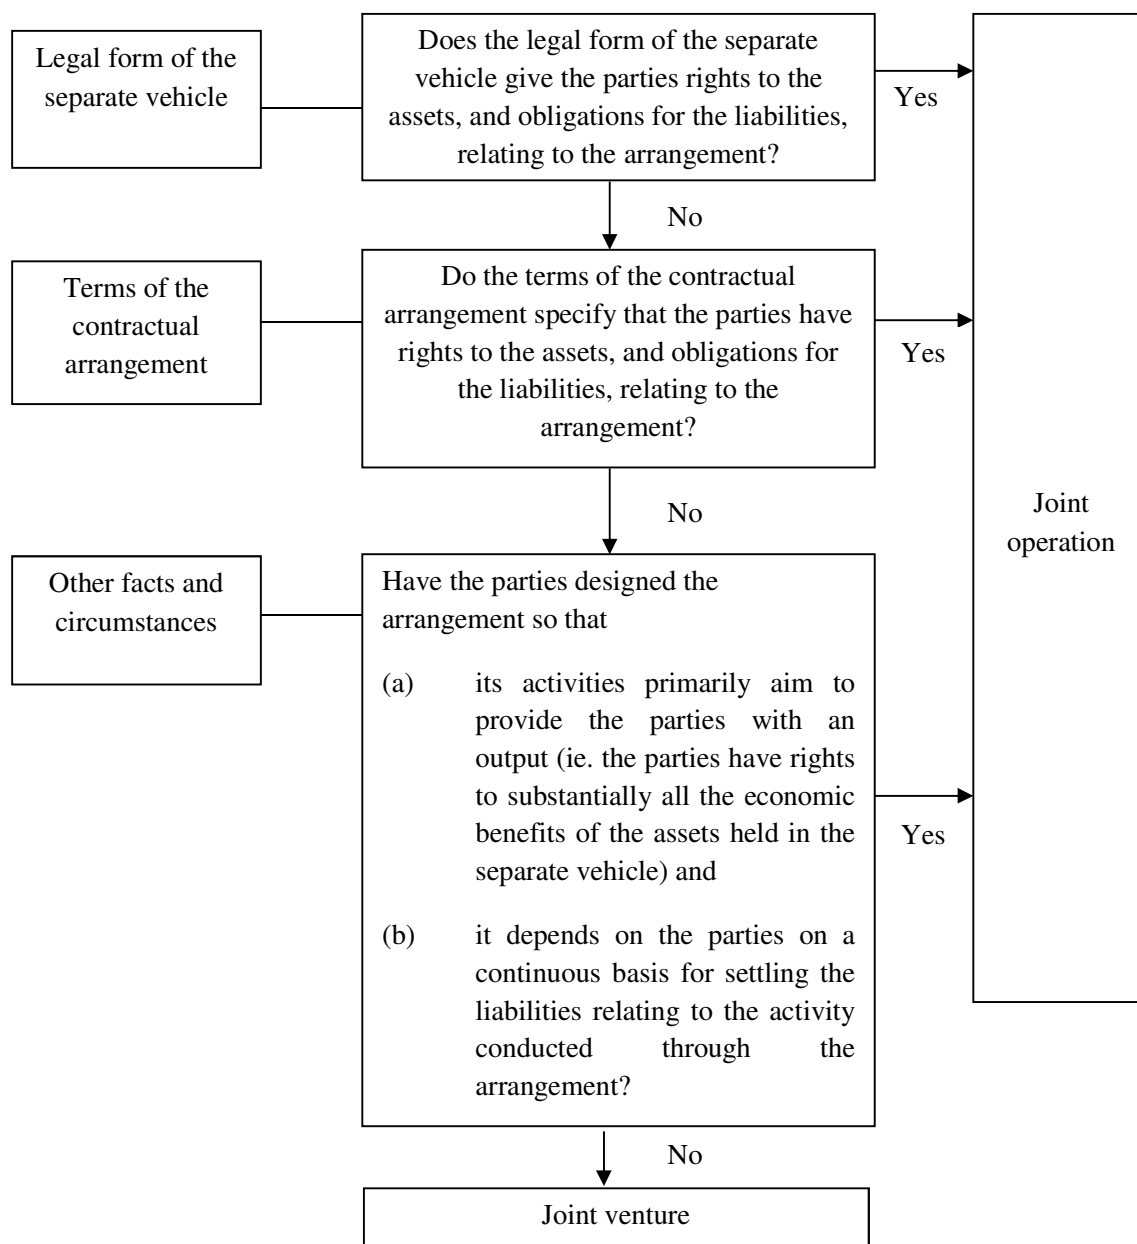 Legal form of the
separate vehicle
Does the legal form of the separate
vehicle give the parties rights to the
assets, and obligations for the liabilities,
relating to the arrangement?
Yes
No
Terms of the
contractual
arrangement
Do the terms of the contractual
arrangement specify that the parties have
rights to the assets, and obligations for
the liabilities, relating to the
arrangement?
Yes
No
Joint
operation
Other facts and
circumstances
Have the parties designed the
arrangement so that
(a) its activities primarily aim to
provide the parties with an
output (ie. the parties have rights
to substantially all the economic
benefits of the assets held in the
separate vehicle) and
Yes
(b) it depends on the parties on a
continuous basis for settling the
liabilities relating to the activity
conducted through the
arrangement?
No
Joint venture